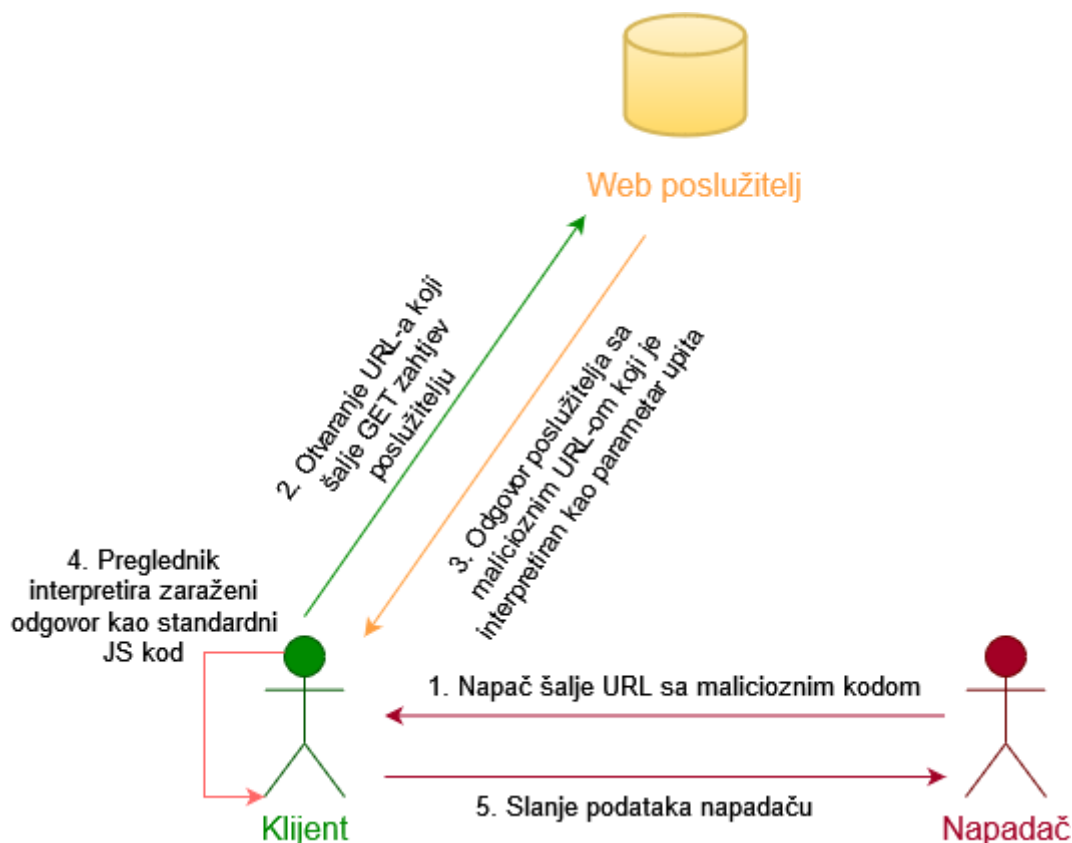 Web poslužitelj
2. Otvaranje URL-a koji
šalje GET zahtjev
poslužitelju
3. Odgovor poslužitelja sa
malicioznim URL-om koji je
interpretiran kao parametar upita
4. Preglednik
interpretira zaraženi
odgovor kao standardni
JS kod
1. Napač šalje URL sa malicioznim kodom
5. Slanje podataka napadaču
Klijent
Napadač